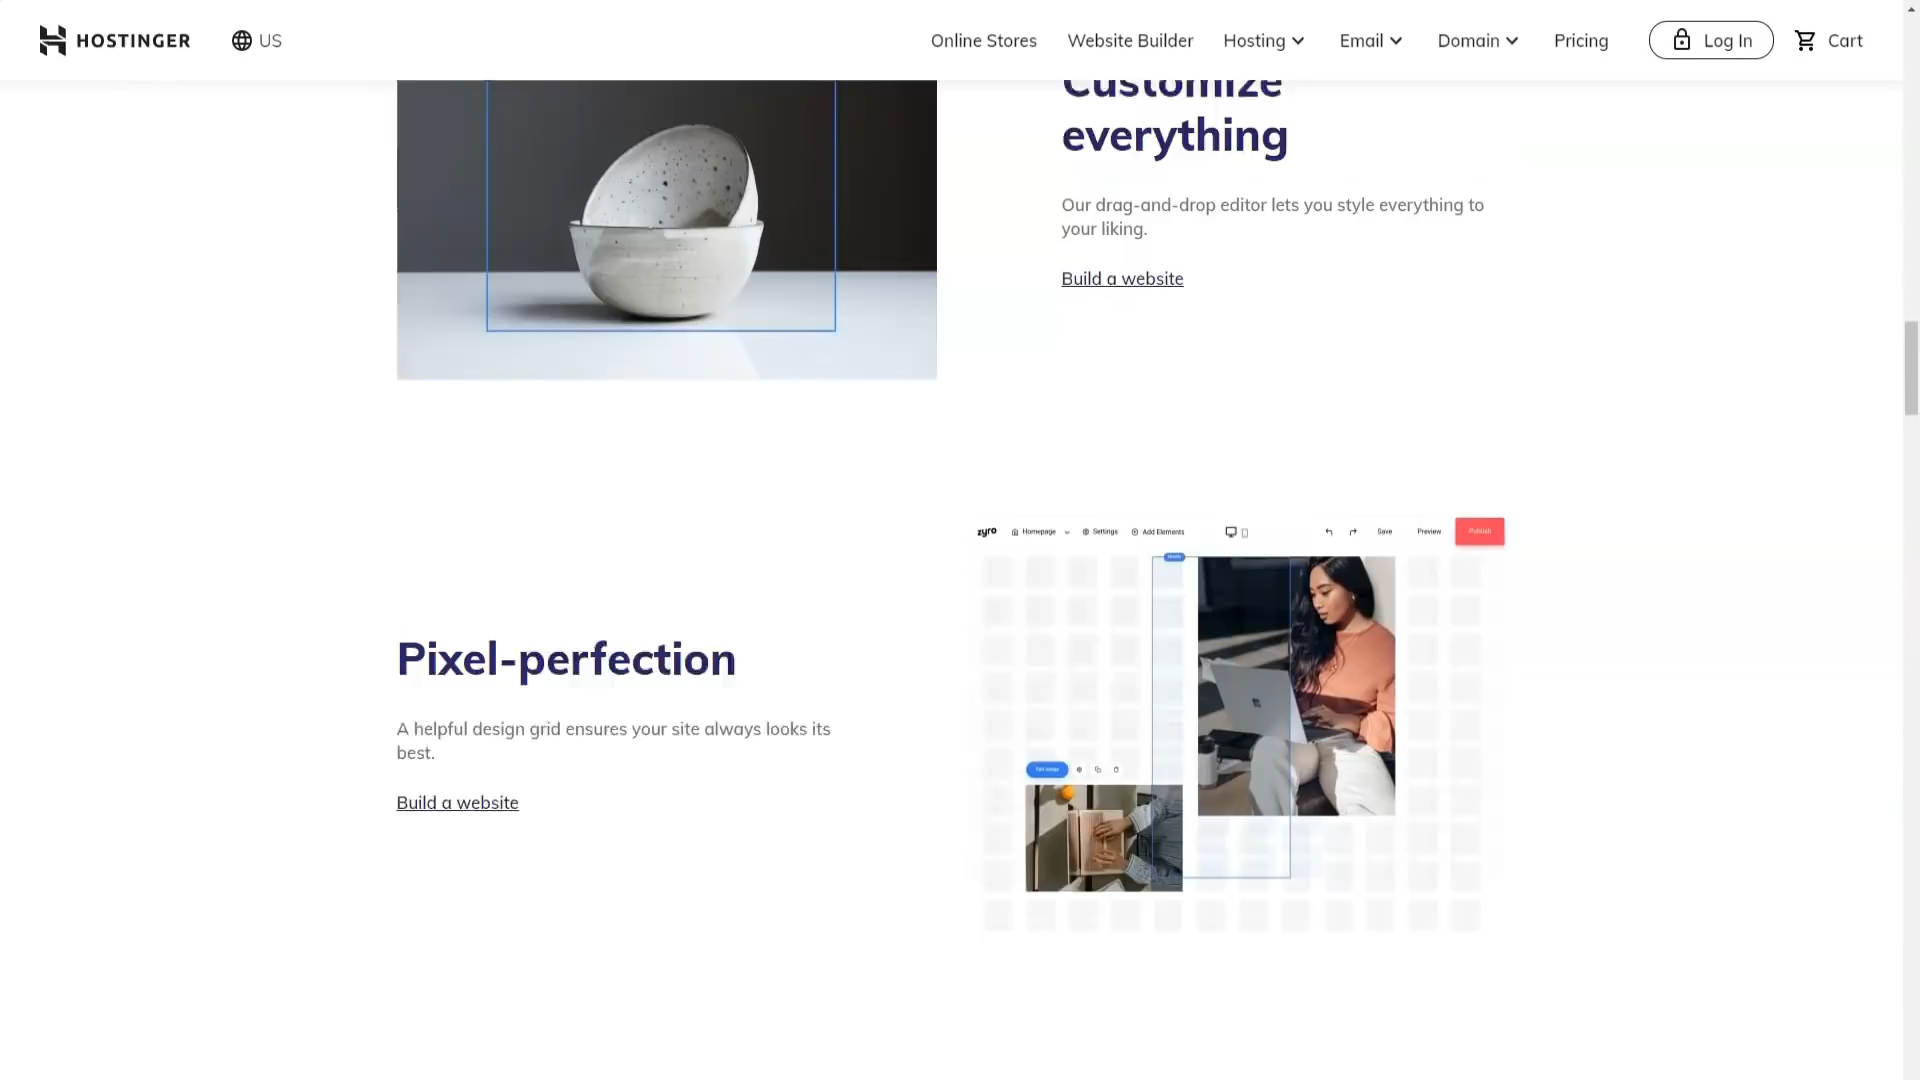 HOSTINGER
US
Online Stores
Website Builder
Hosting
Email
Domain
Pricing
Log In
Cart
Customize
everything
Our drag-and-drop editor lets you style everything to
your liking.
Build a website
zyro
Homepage
Settings
Add Elements
Save
Preview
Publish
Pixel-perfection
A helpful design grid ensures your site always looks its
best.
Build a website